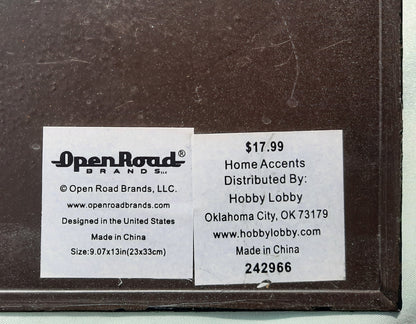 OpenRoad®
BRANDS LLC
© Open Road Brands, LLC.
www.openroadbrands.com
Designed in the United States
Made in China
Size:9.07x13in(23x33cm)
$17.99
Home Accents
Distributed By:
Hobby Lobby
Oklahoma City, OK 73179
www.hobbylobby.com
Made in China
242966